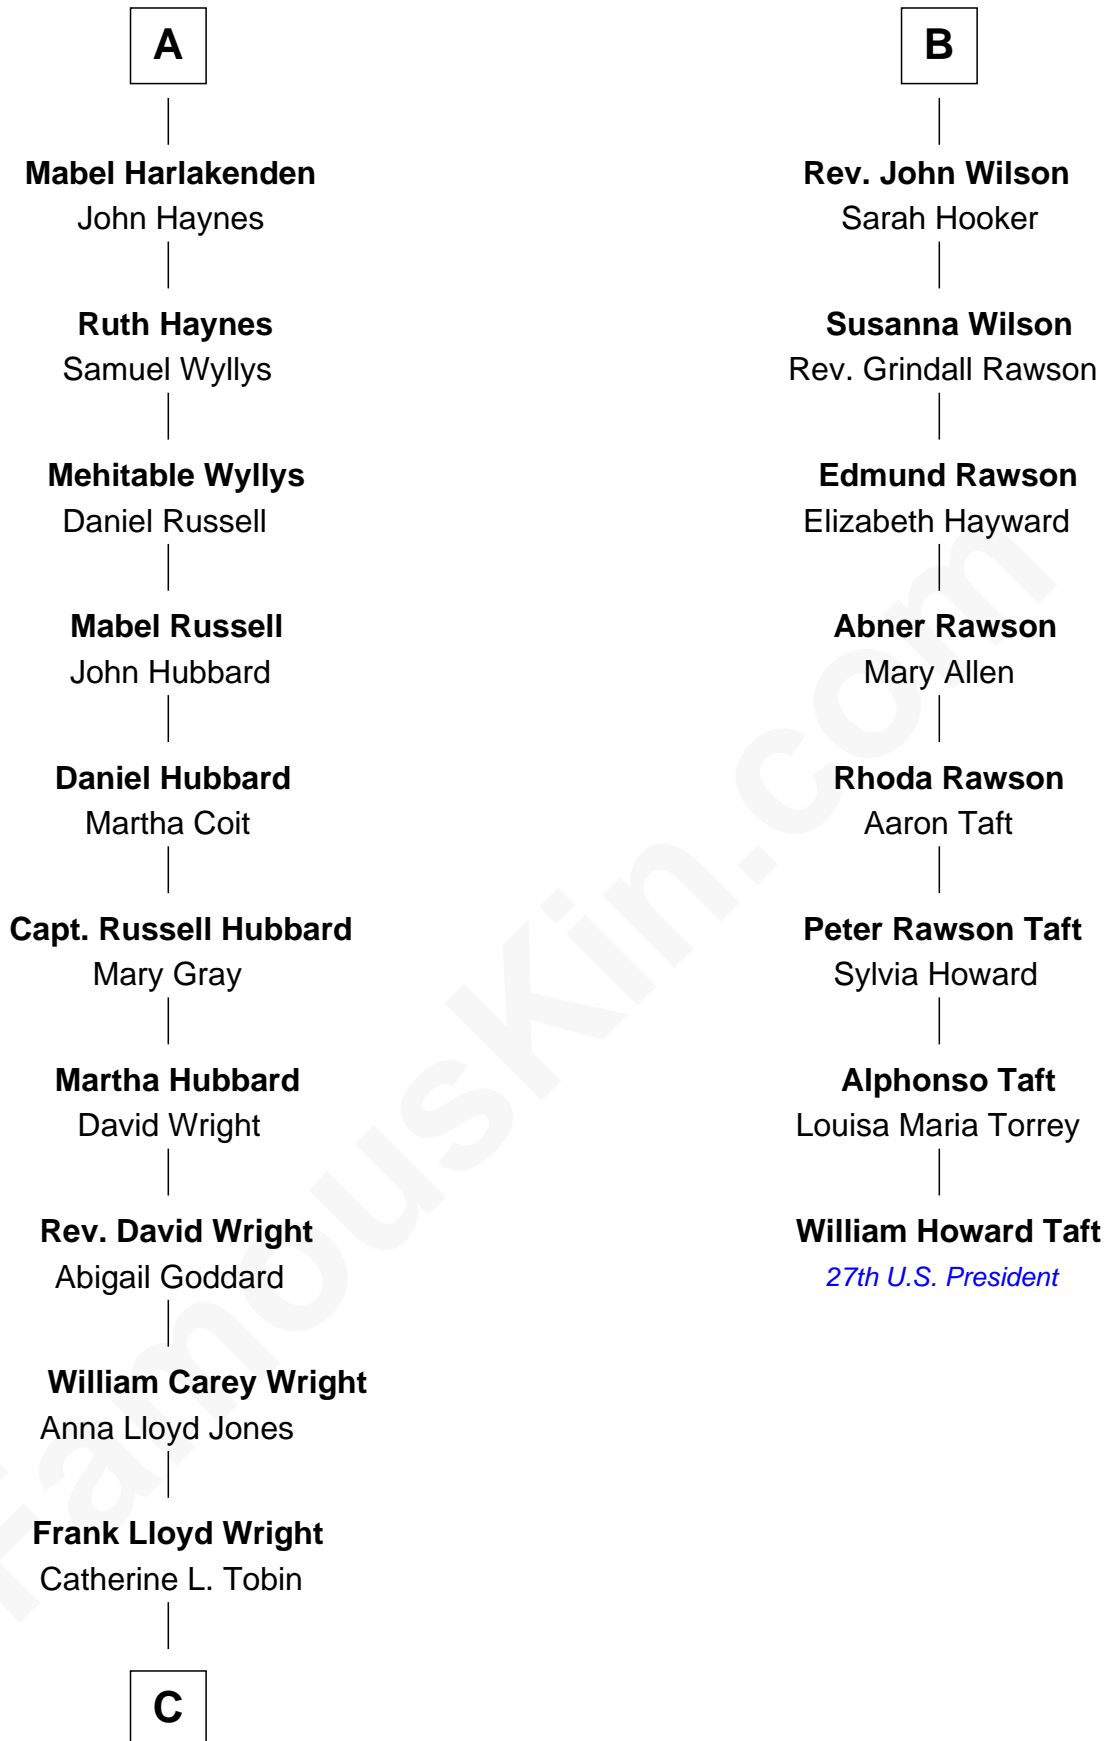 A
Mabel Harlakenden
John Haynes
Ruth Haynes
Samuel Wyllys
Mehitable Wyllys
Daniel Russell
Mabel Russell
John Hubbard
Daniel Hubbard
Martha Coit
Capt. Russell Hubbard
Mary Gray
Martha Hubbard
David Wright
Rev. David Wright
Abigail Goddard
William Carey Wright
Anna Lloyd Jones
Frank Lloyd Wright
Catherine L. Tobin
C
B
Rev. John Wilson
Sarah Hooker
Susanna Wilson
Rev. Grindall Rawson
Edmund Rawson
Elizabeth Hayward
Abner Rawson
Mary Allen
Rhoda Rawson
Aaron Taft
Peter Rawson Taft
Sylvia Howard
Alphonso Taft
Louisa Maria Torrey
William Howard Taft
27th U.S. President
FamousKin.com